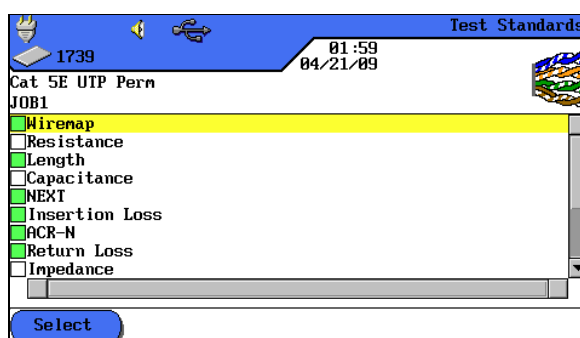 Test Standards
1739
01:59
04/21/09
Cat 5E UTP Perm
JOB1
Wiremap
Resistance
Length
Capacitance
NEXT
Insertion Loss
ACR-N
Return Loss
Impedance
Select